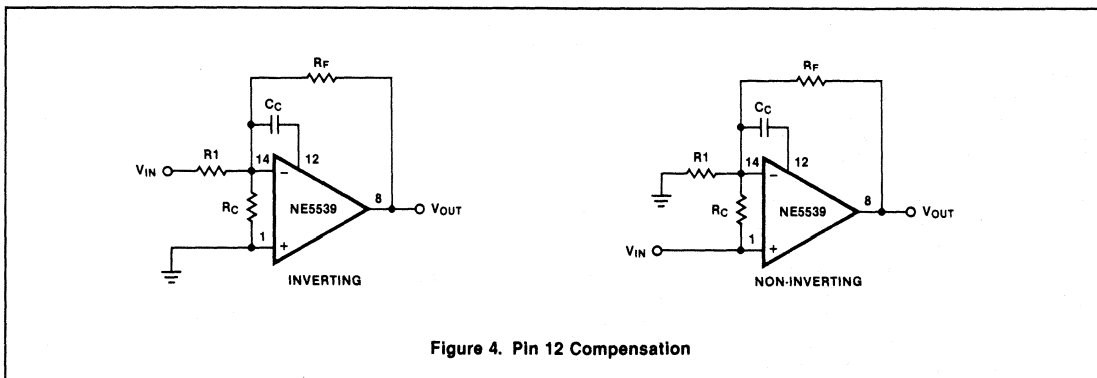 RF
CC
R1
14
12
VIN
−
RC
NE5539
8
VOUT
1
+
INVERTING
RF
CC
R1
14
12
−
RC
NE5539
8
VOUT
1
VIN
+
NON-INVERTING
Figure 4. Pin 12 Compensation